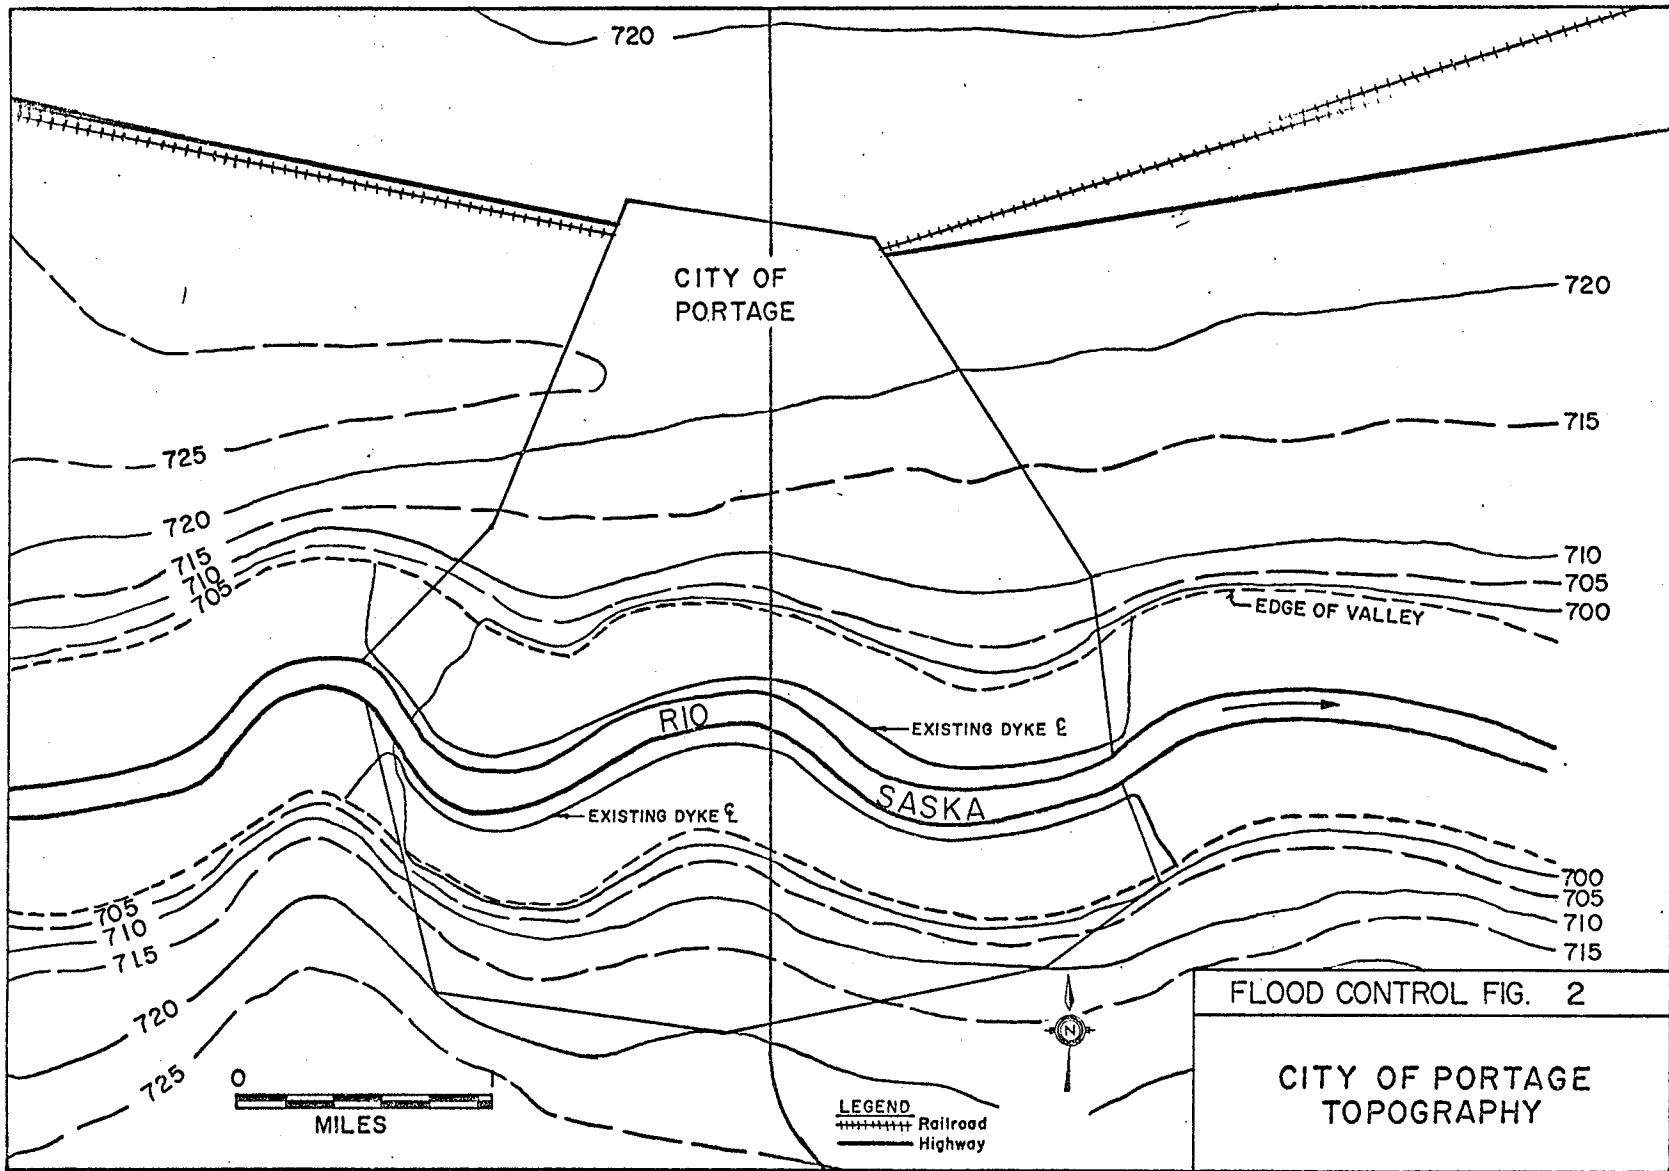 720
CITY OF
PORTAGE
720
715
725
720
715
710
705
710
705
700
EDGE OF VALLEY
RIO
EXISTING DYKE ℄
SASKA
EXISTING DYKE ℄
705
710
715
720
725
700
705
710
715
N
0 1
MILES
LEGEND
Railroad
Highway
FLOOD CONTROL FIG. 2
CITY OF PORTAGE
TOPOGRAPHY